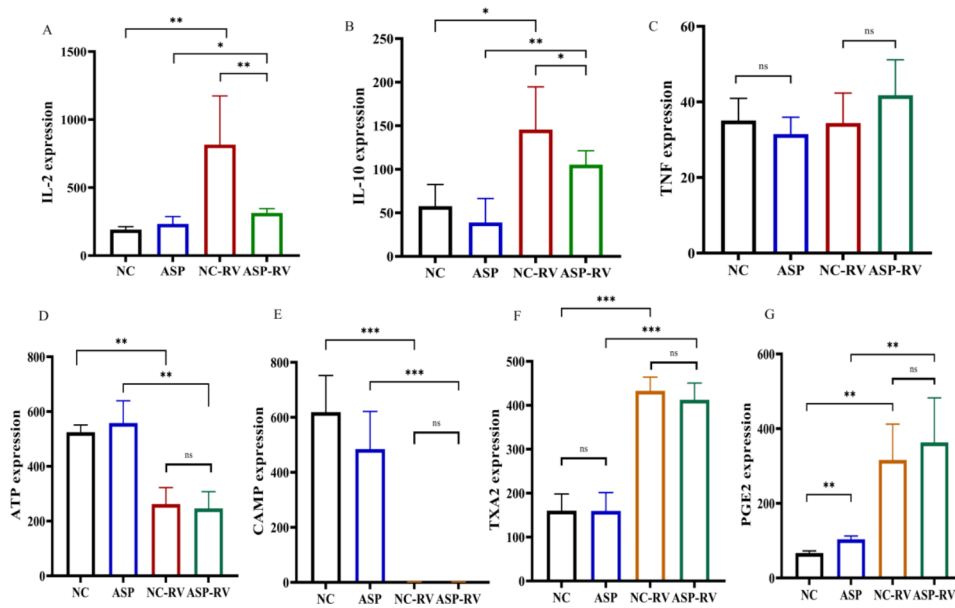 A
IL-2 expression
1500
1000
500
0
**
*
**
NC ASP NC-RV ASP-RV
B
IL-10 expression
250
200
150
100
50
0
*
**
*
NC ASP NC-RV ASP-RV
C
TNF expression
60
40
20
0
ns
ns
NC ASP NC-RV ASP-RV
D
ATP expression
800
600
400
200
0
**
**
ns
NC ASP NC-RV ASP-RV
E
CAMP expression
800
600
400
200
0
***
***
ns
NC ASP NC-RV ASP-RV
F
TXA2 expression
500
400
300
200
100
0
***
***
ns
ns
NC ASP NC-RV ASP-RV
G
PGE2 expression
600
400
200
0
**
ns
**
**
NC ASP NC-RV ASP-RV